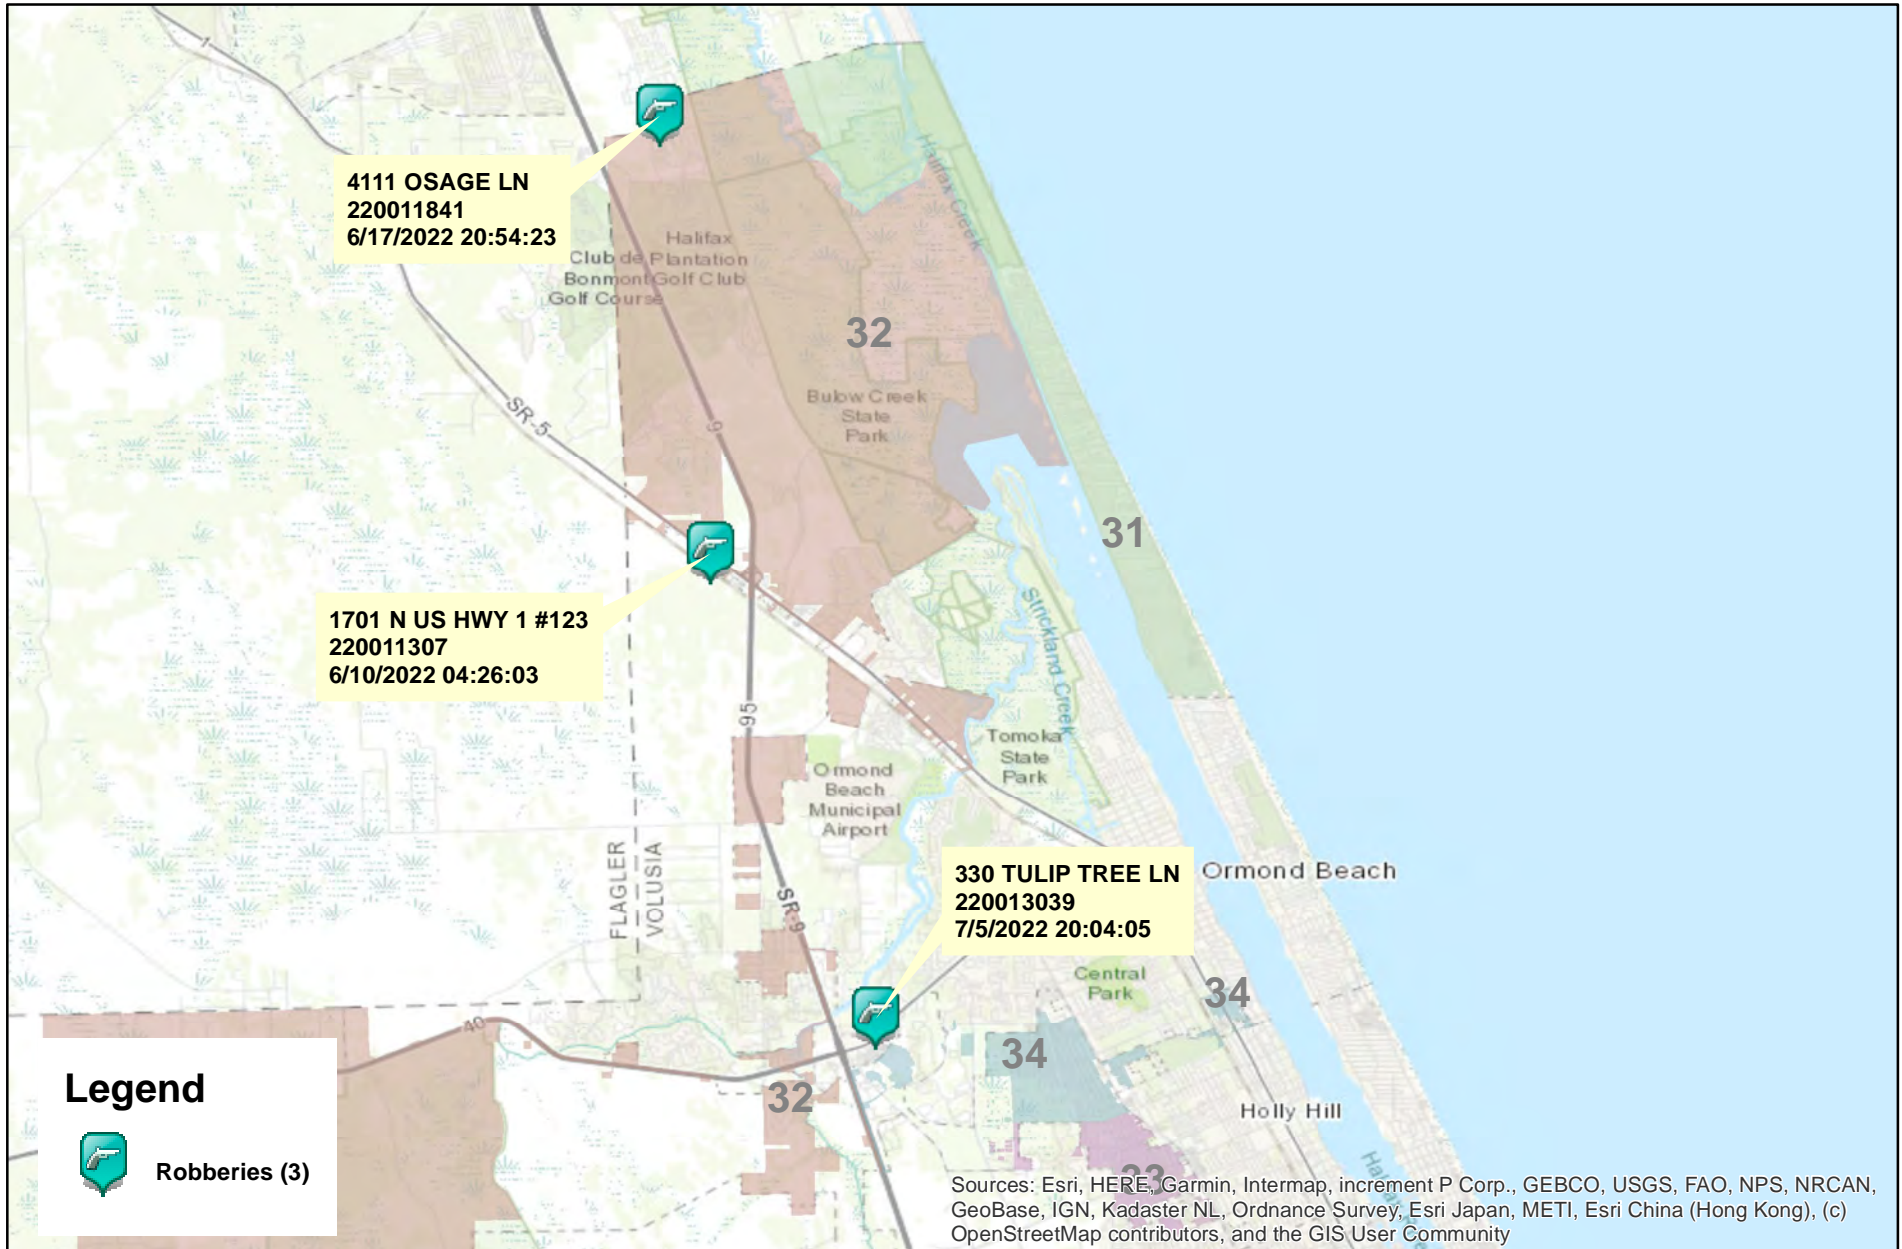 1
4111 OSAGE LN
220011841
6/17/2022 20:54:23
Halifax Creek
Halifax
Plantation
Golf Club
Club de
Bonmont
Golf Course
32
SR-5
9
Bulow Creek
State
Park
31
1701 N US HWY 1 #123
220011307
6/10/2022 04:26:03
Strickland Creek
95
Tomoka
State
Park
Ormond
Beach
Municipal
Airport
FLAGLER
VOLUSIA
SR-9
330 TULIP TREE LN
220013039
7/5/2022 20:04:05
Ormond Beach
Central
Park
34
40
34
32
Holly Hill
33
Legend
Robberies (3)
Sources: Esri, HERE, Garmin, Intermap, increment P Corp., GEBCO, USGS, FAO, NPS, NRCAN,
GeoBase, IGN, Kadaster NL, Ordnance Survey, Esri Japan, METI, Esri China (Hong Kong), (c)
OpenStreetMap contributors, and the GIS User Community